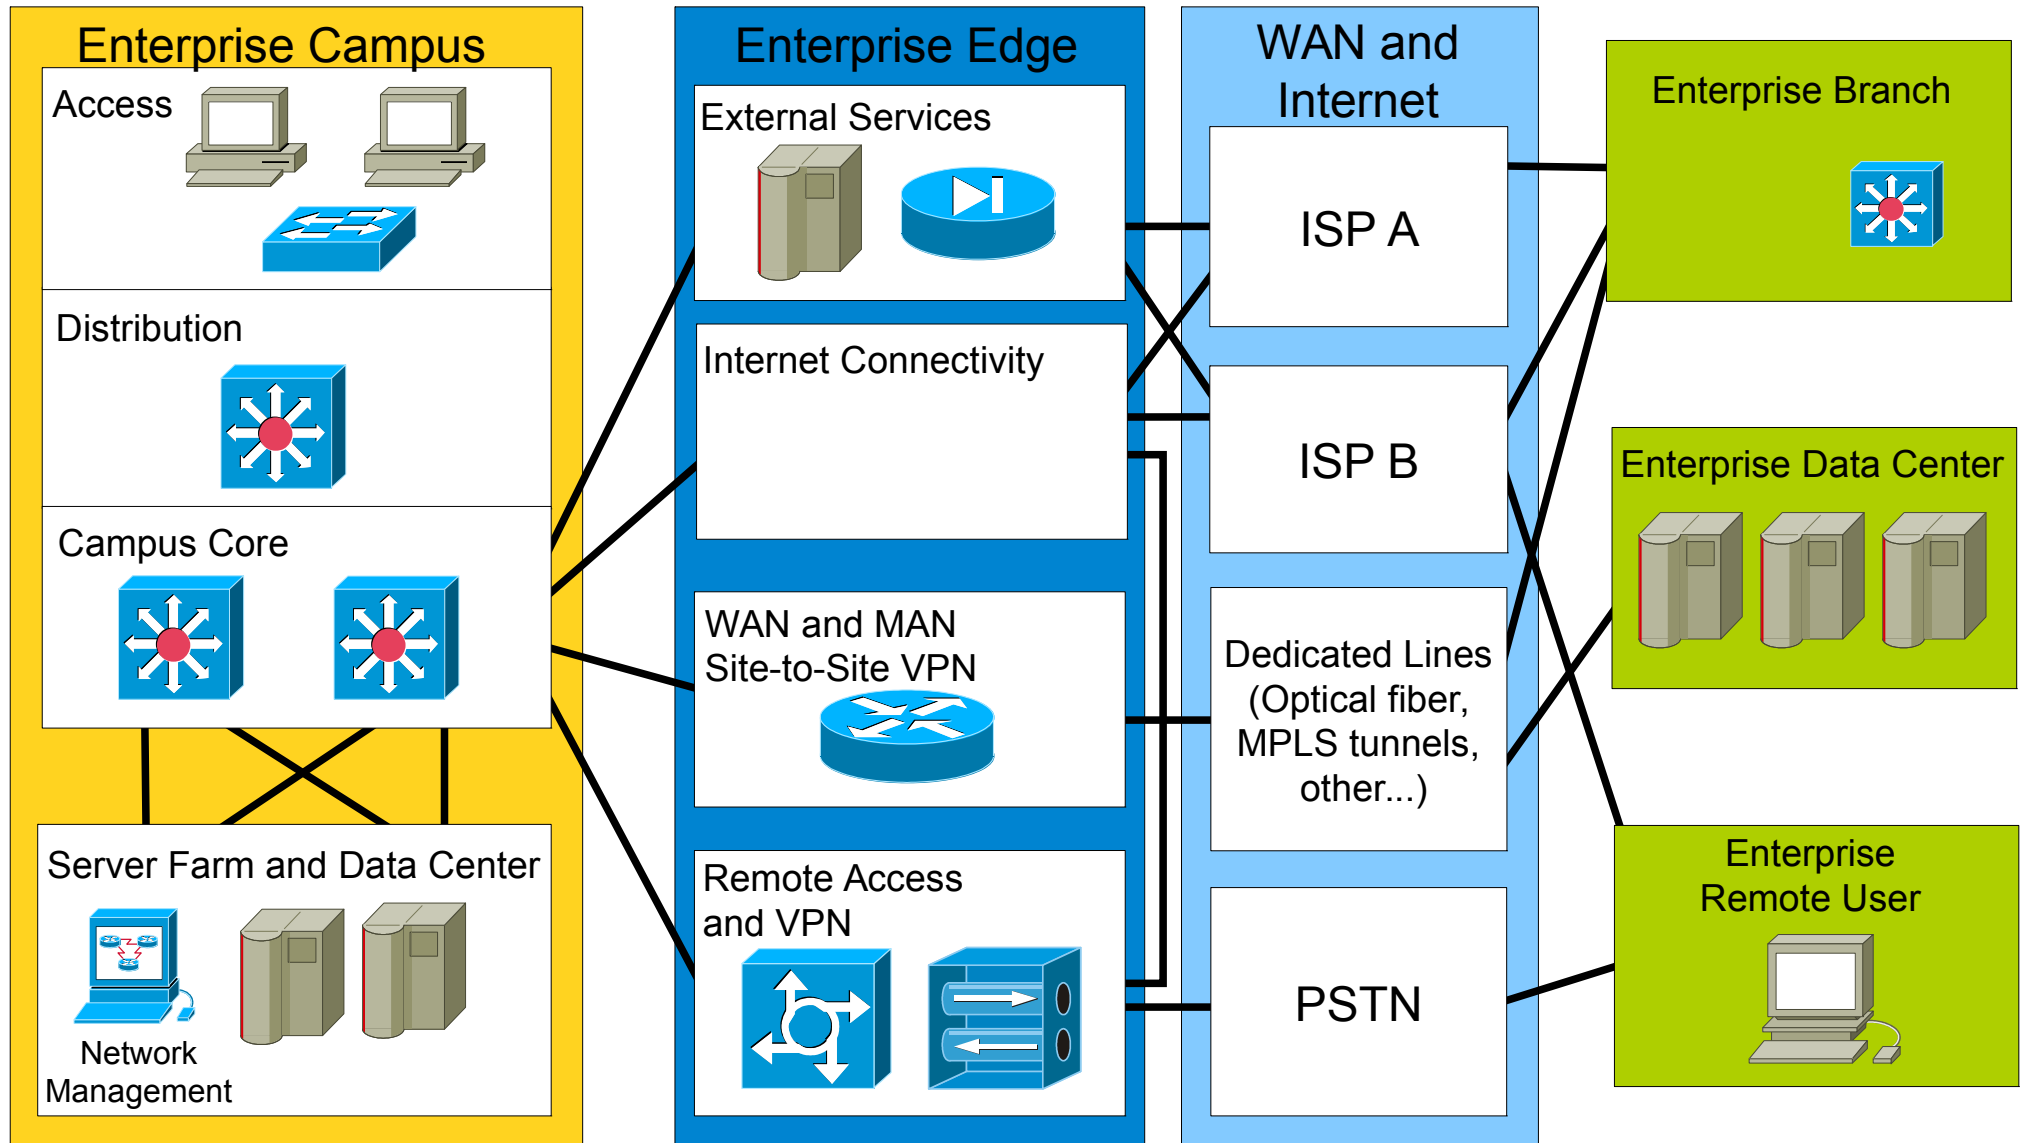 Enterprise Campus
Access
Distribution
Campus Core
Server Farm and Data Center
Network
Management
Enterprise Edge
External Services
Internet Connectivity
WAN and MAN
Site-to-Site VPN
Remote Access
and VPN
WAN and
Internet
ISP A
ISP B
Dedicated Lines
(Optical fiber,
MPLS tunnels,
other...)
PSTN
Enterprise Branch
Enterprise Data Center
Enterprise
Remote User